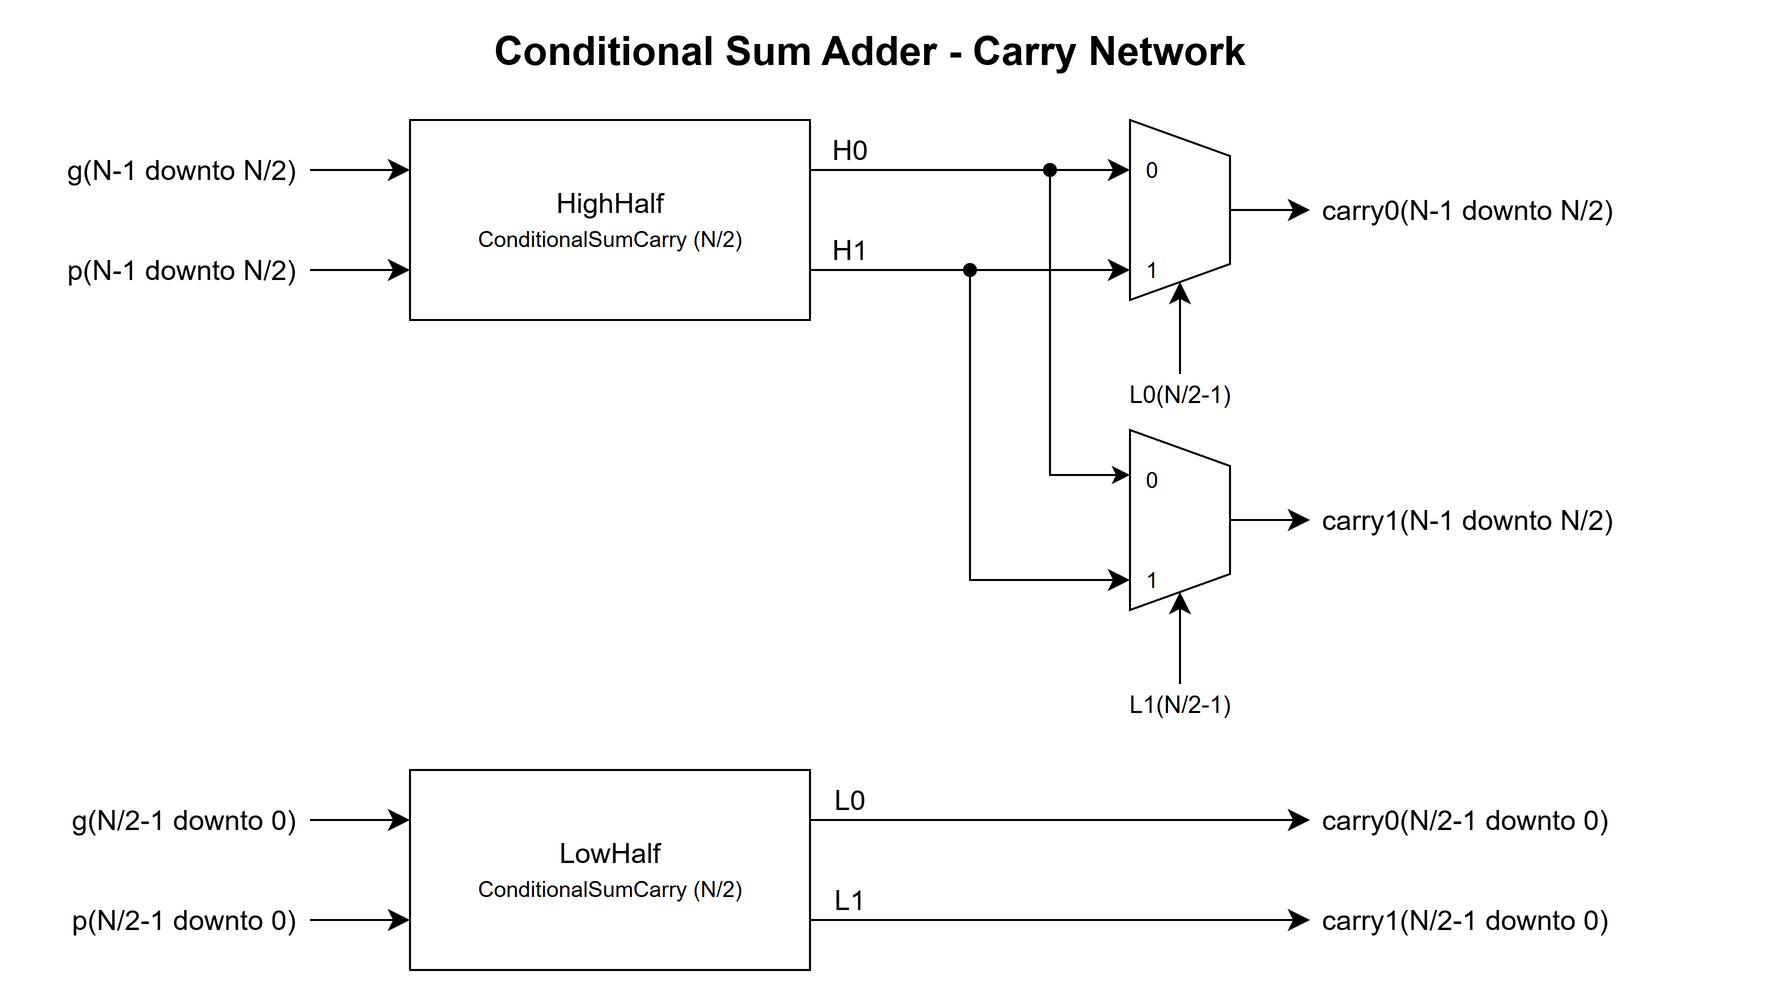 Conditional Sum Adder - Carry Network
g(N-1 downto N/2)
p(N-1 downto N/2)
HighHalf
ConditionalSumCarry (N/2)
H0
H1
0
1
carry0(N-1 downto N/2)
L0(N/2-1)
0
1
carry1(N-1 downto N/2)
L1(N/2-1)
g(N/2-1 downto 0)
p(N/2-1 downto 0)
LowHalf
ConditionalSumCarry (N/2)
L0
L1
carry0(N/2-1 downto 0)
carry1(N/2-1 downto 0)